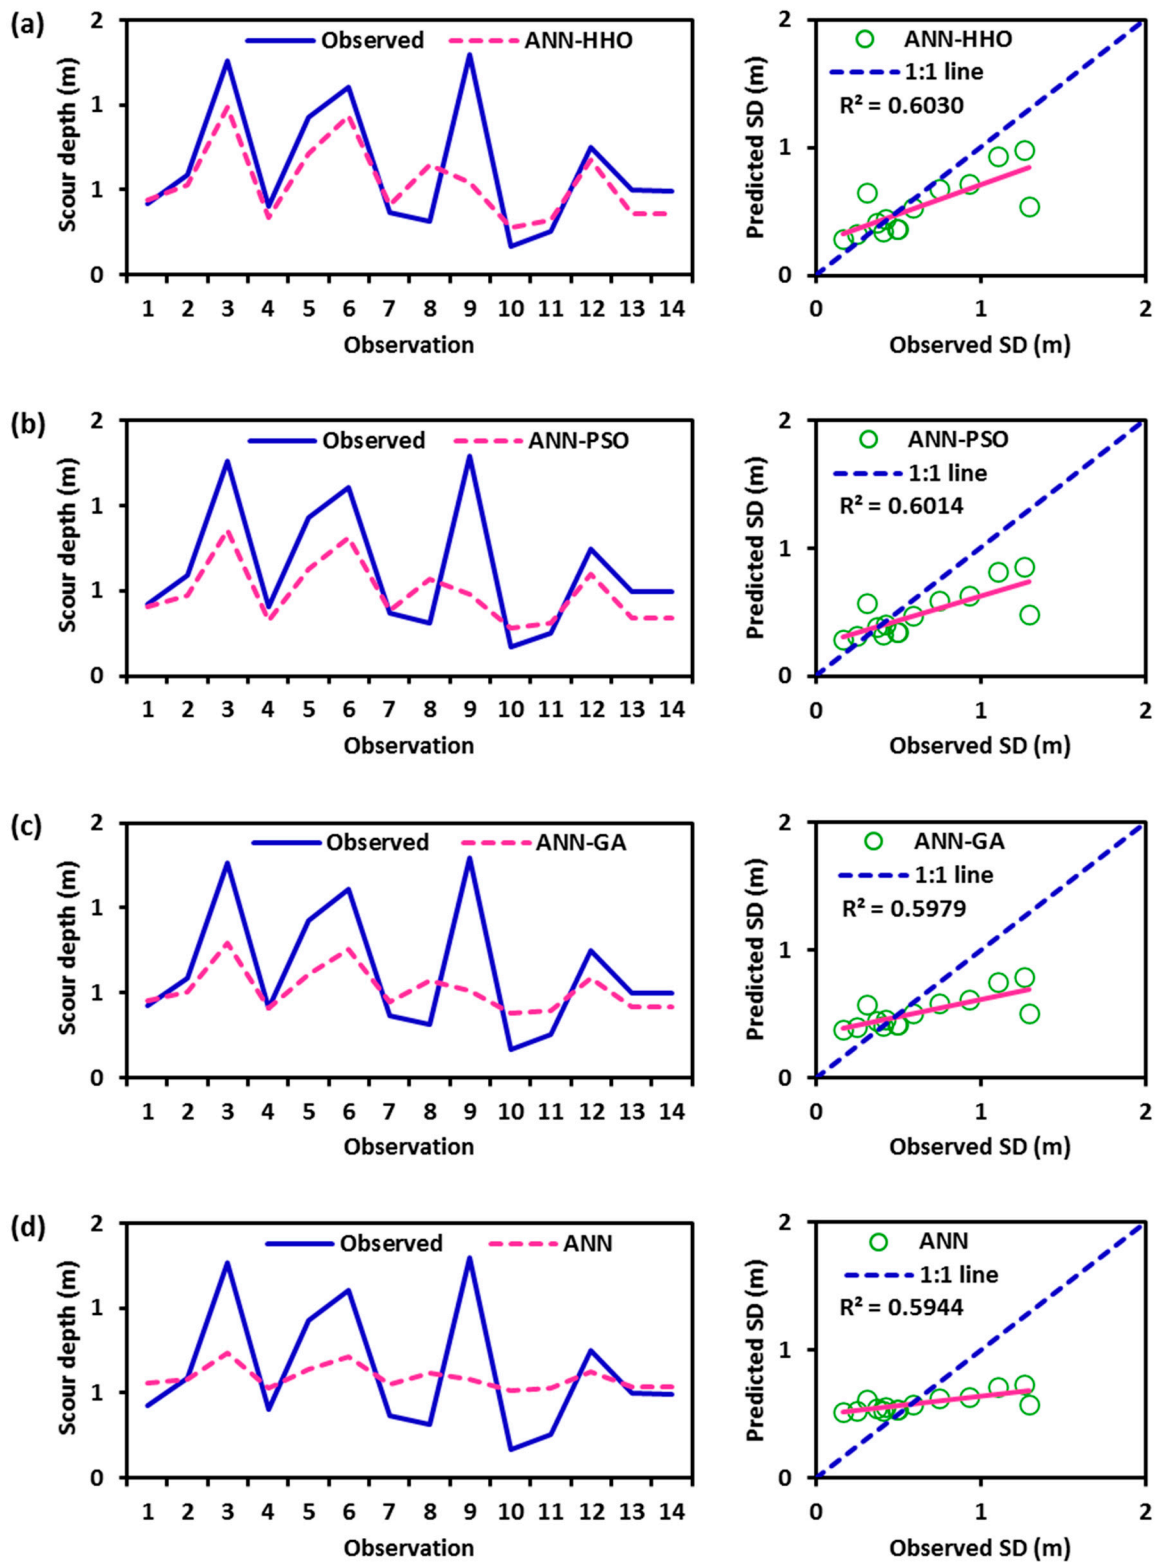 (a)
2
1
1
0
Scour depth (m)
Observed
ANN-HHO
1 2 3 4 5 6 7 8 9 10 11 12 13 14
Observation
2
1
0
Predicted SD (m)
ANN-HHO
1:1 line
R² = 0.6030
0 1 2
Observed SD (m)
(b)
2
1
1
0
Scour depth (m)
Observed
ANN-PSO
1 2 3 4 5 6 7 8 9 10 11 12 13 14
Observation
2
1
0
Predicted SD (m)
ANN-PSO
1:1 line
R² = 0.6014
0 1 2
Observed SD (m)
(c)
2
1
1
0
Scour depth (m)
Observed
ANN-GA
1 2 3 4 5 6 7 8 9 10 11 12 13 14
Observation
2
1
0
Predicted SD (m)
ANN-GA
1:1 line
R² = 0.5979
0 1 2
Observed SD (m)
(d)
2
1
1
0
Scour depth (m)
Observed
ANN
1 2 3 4 5 6 7 8 9 10 11 12 13 14
Observation
2
1
0
Predicted SD (m)
ANN
1:1 line
R² = 0.5944
0 1 2
Observed SD (m)